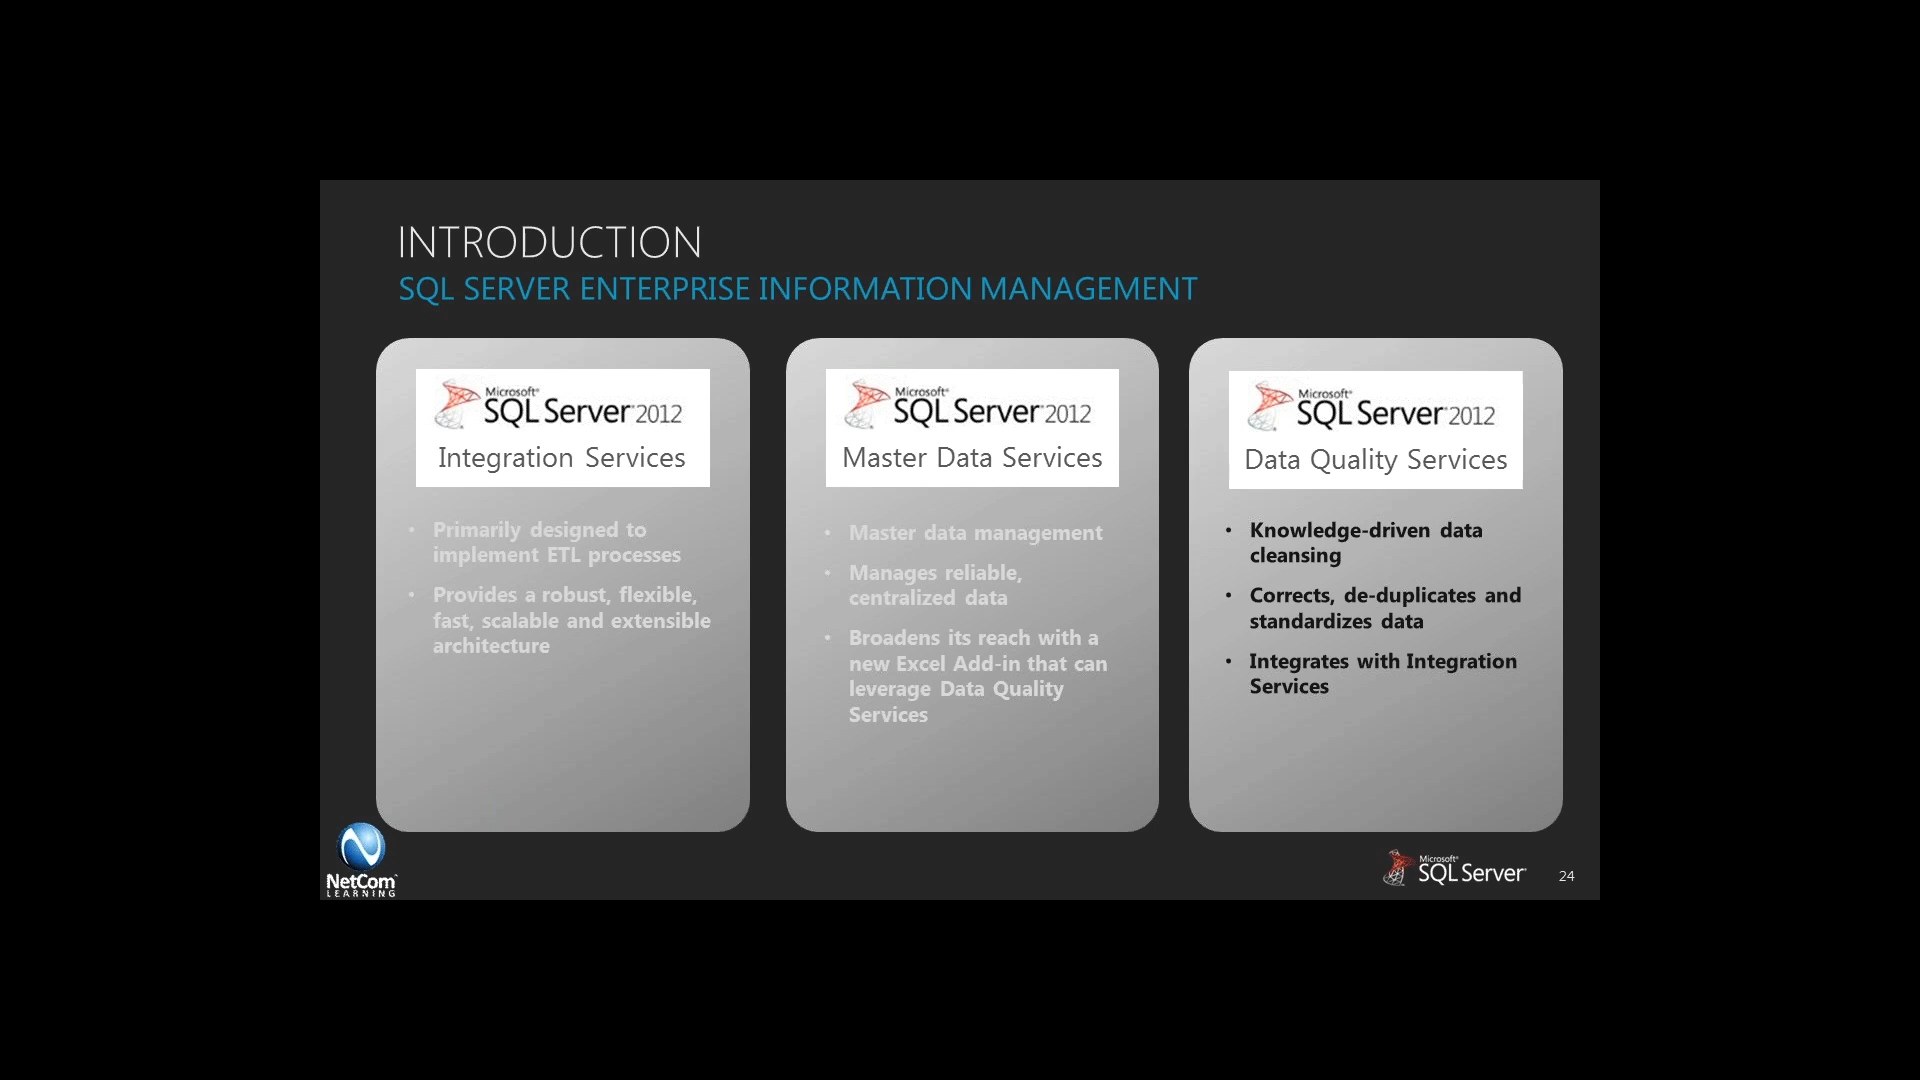 INTRODUCTION
SQL SERVER ENTERPRISE INFORMATION MANAGEMENT
Microsoft®
SQL Server® 2012
Integration Services
• Primarily designed to
implement ETL processes
• Provides a robust, flexible,
fast, scalable and extensible
architecture
Microsoft®
SQL Server® 2012
Master Data Services
• Master data management
• Manages reliable,
centralized data
• Broadens its reach with a
new Excel Add-in that can
leverage Data Quality
Services
Microsoft®
SQL Server® 2012
Data Quality Services
• Knowledge-driven data
cleansing
• Corrects, de-duplicates and
standardizes data
• Integrates with Integration
Services
NetCom™
LEARNING
Microsoft®
SQL Server®
24